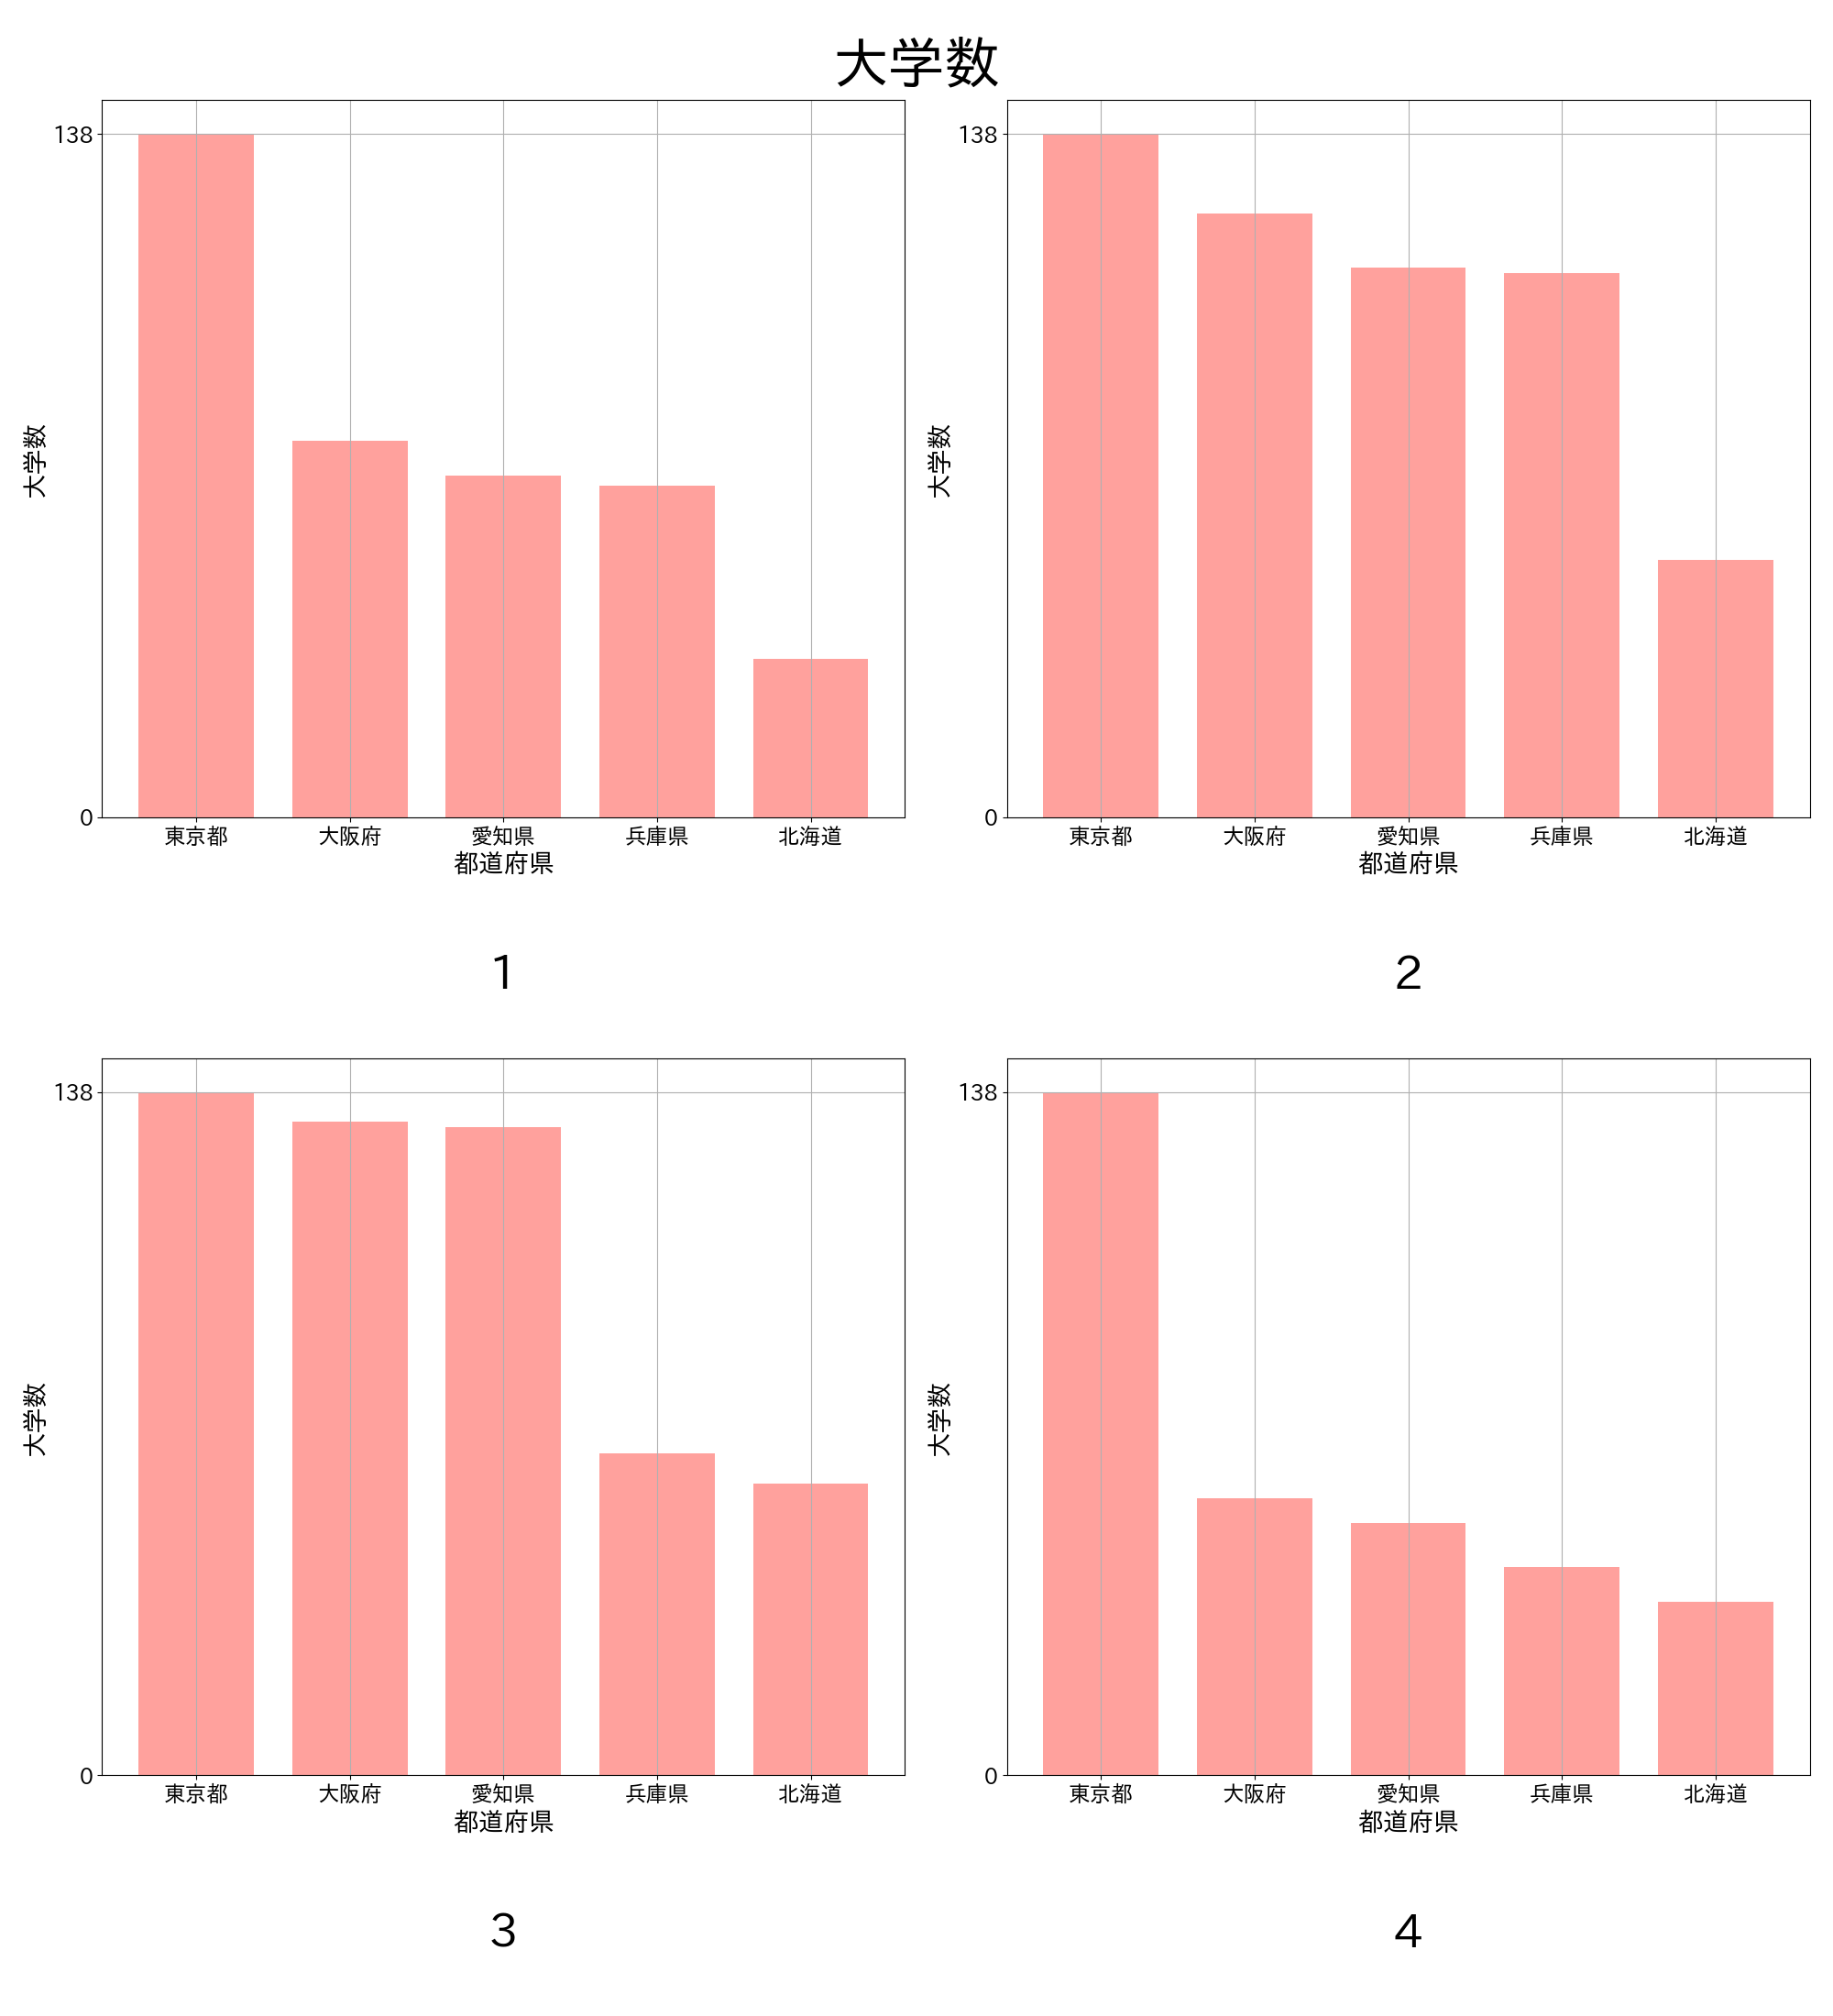 大学数
138
0
大学数
東京都 大阪府 愛知県 兵庫県 北海道
都道府県
1
138
0
大学数
東京都 大阪府 愛知県 兵庫県 北海道
都道府県
2
138
0
大学数
東京都 大阪府 愛知県 兵庫県 北海道
都道府県
3
138
0
大学数
東京都 大阪府 愛知県 兵庫県 北海道
都道府県
4